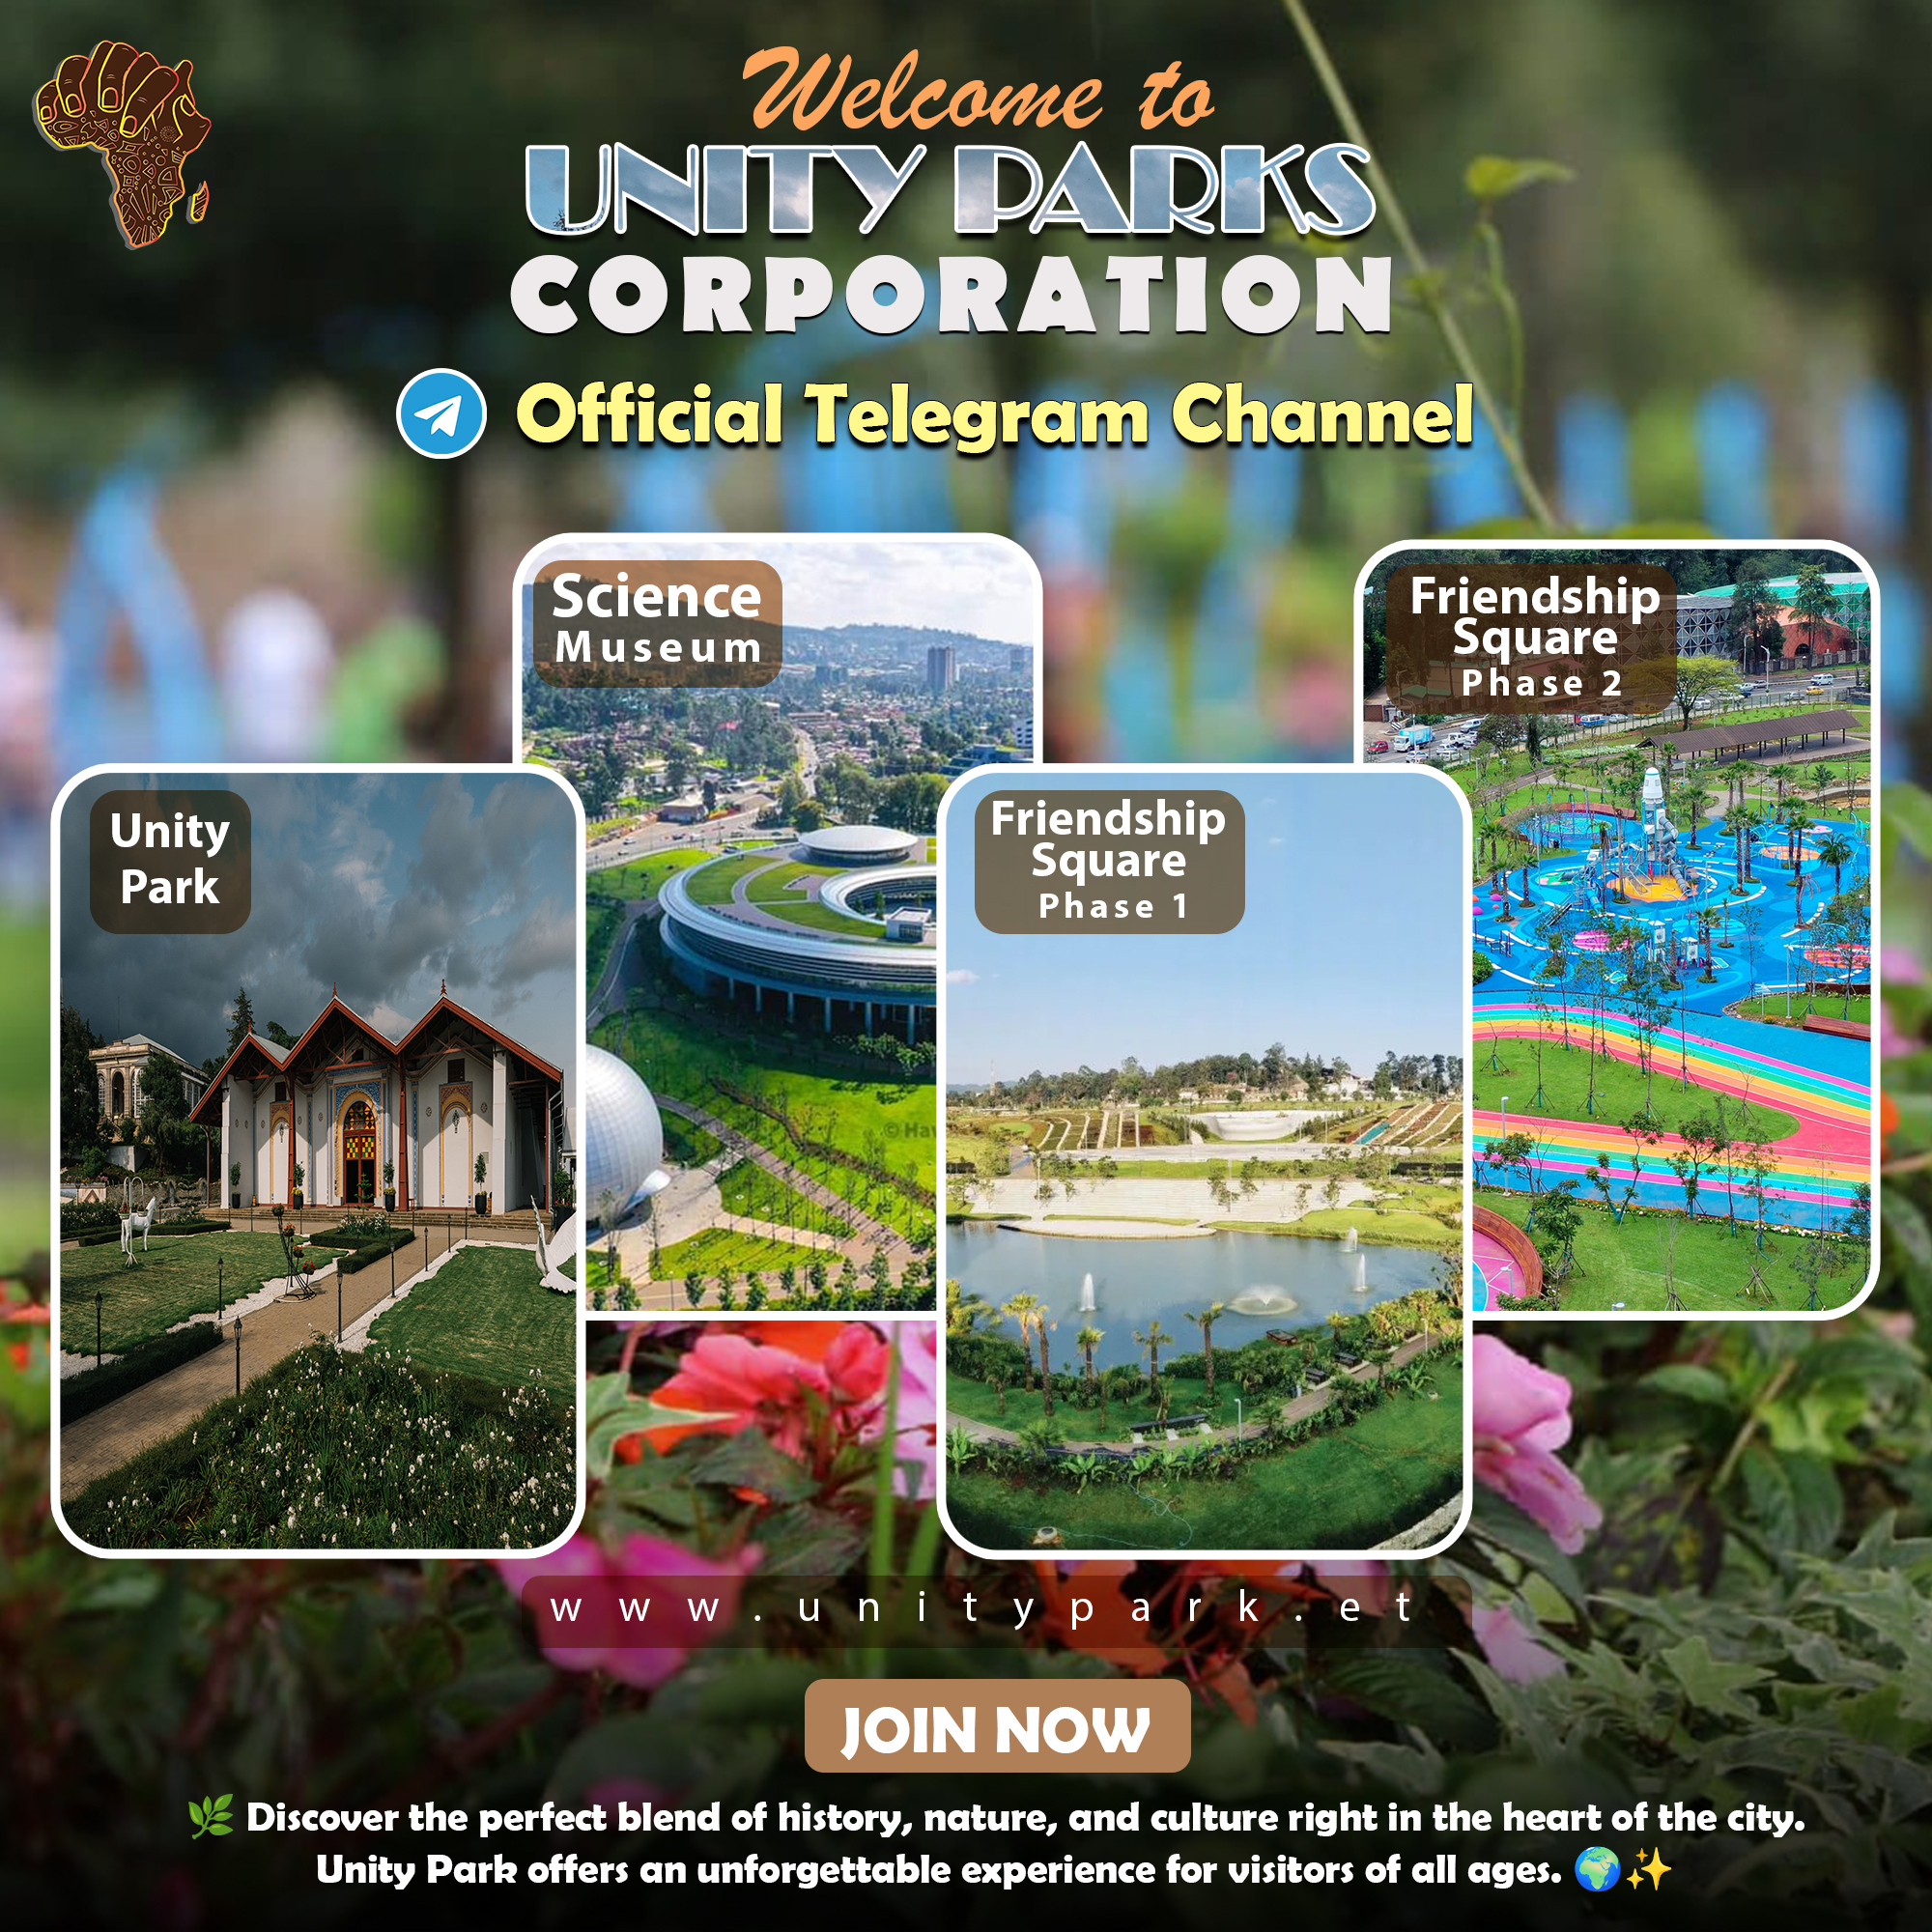 Welcome to
UNITY PARKS
CORPORATION
Official Telegram Channel
Science
Museum
Friendship
Square
Phase 2
Unity
Park
Friendship
Square
Phase 1
www.unitypark.et
JOIN NOW
🌿 Discover the perfect blend of history, nature, and culture right in the heart of the city.
Unity Park offers an unforgettable experience for visitors of all ages. 🌍✨